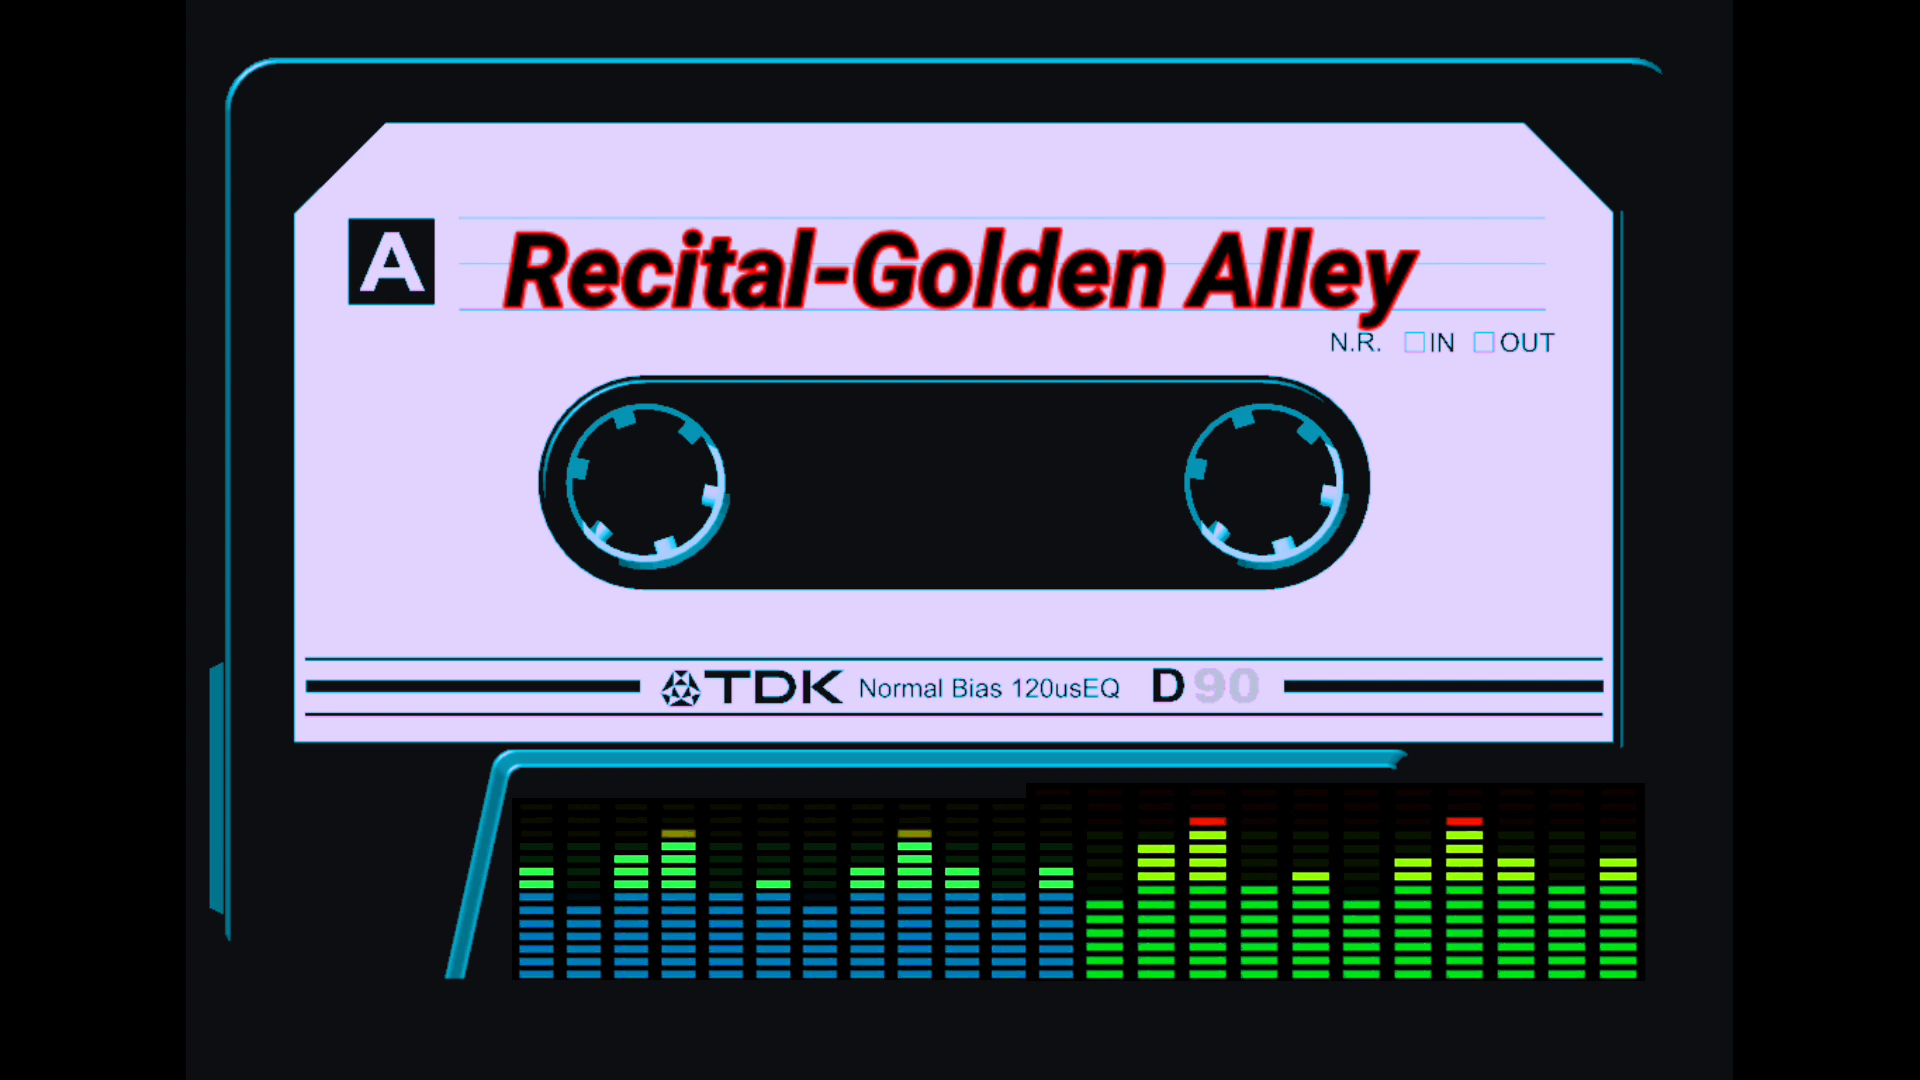 A
Recital-Golden Alley
N.R. IN OUT
TDK Normal Bias 120usEQ D90